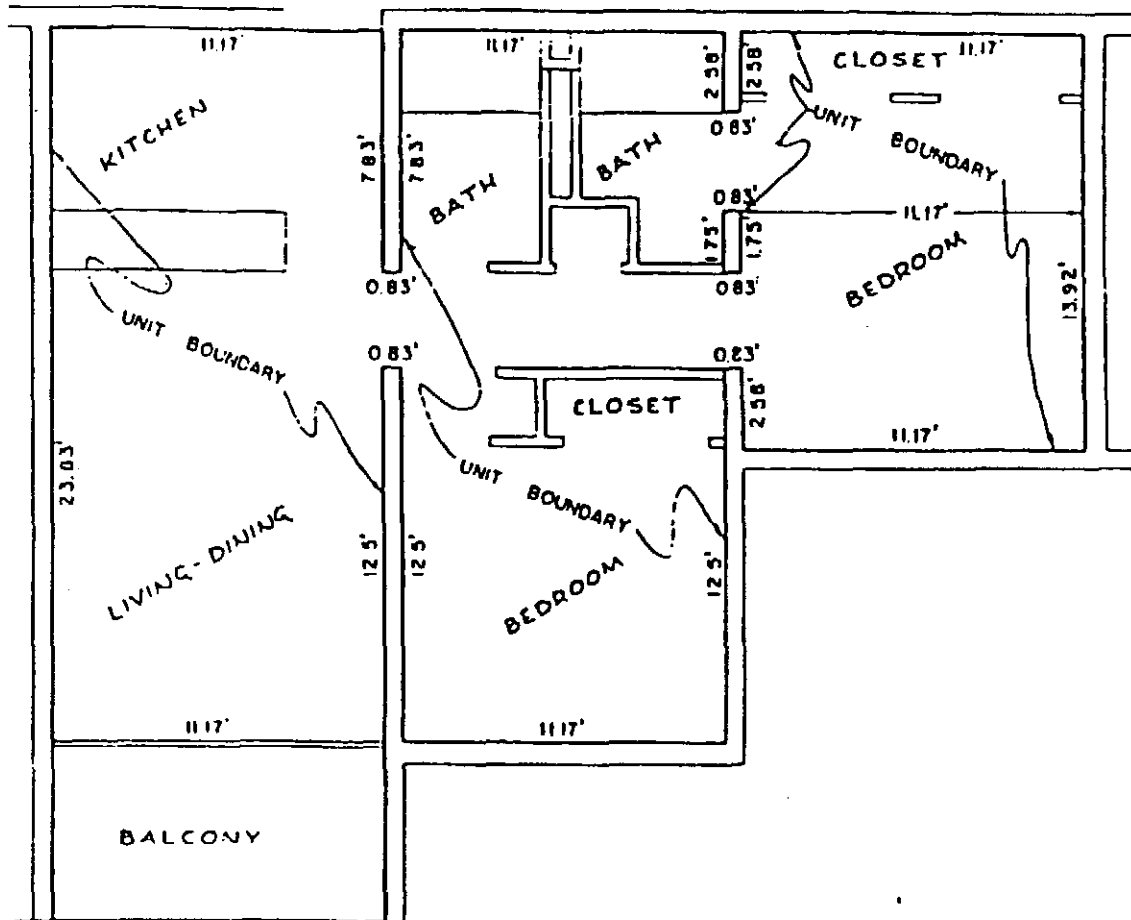 11.17'
11.17'
11.17'
CLOSET
2.58'
2.58'
KITCHEN
7.83'
7.83'
BATH
BATH
0.83'
UNIT BOUNDARY
0.83'
11.17'
1.75'
1.75'
BEDROOM
13.92'
0.83'
0.83'
UNIT BOUNDARY
0.83'
0.83'
2.58'
CLOSET
11.17'
23.83'
UNIT BOUNDARY
LIVING-DINING
12.5'
12.5'
BEDROOM
12.5'
11.17'
11.17'
BALCONY